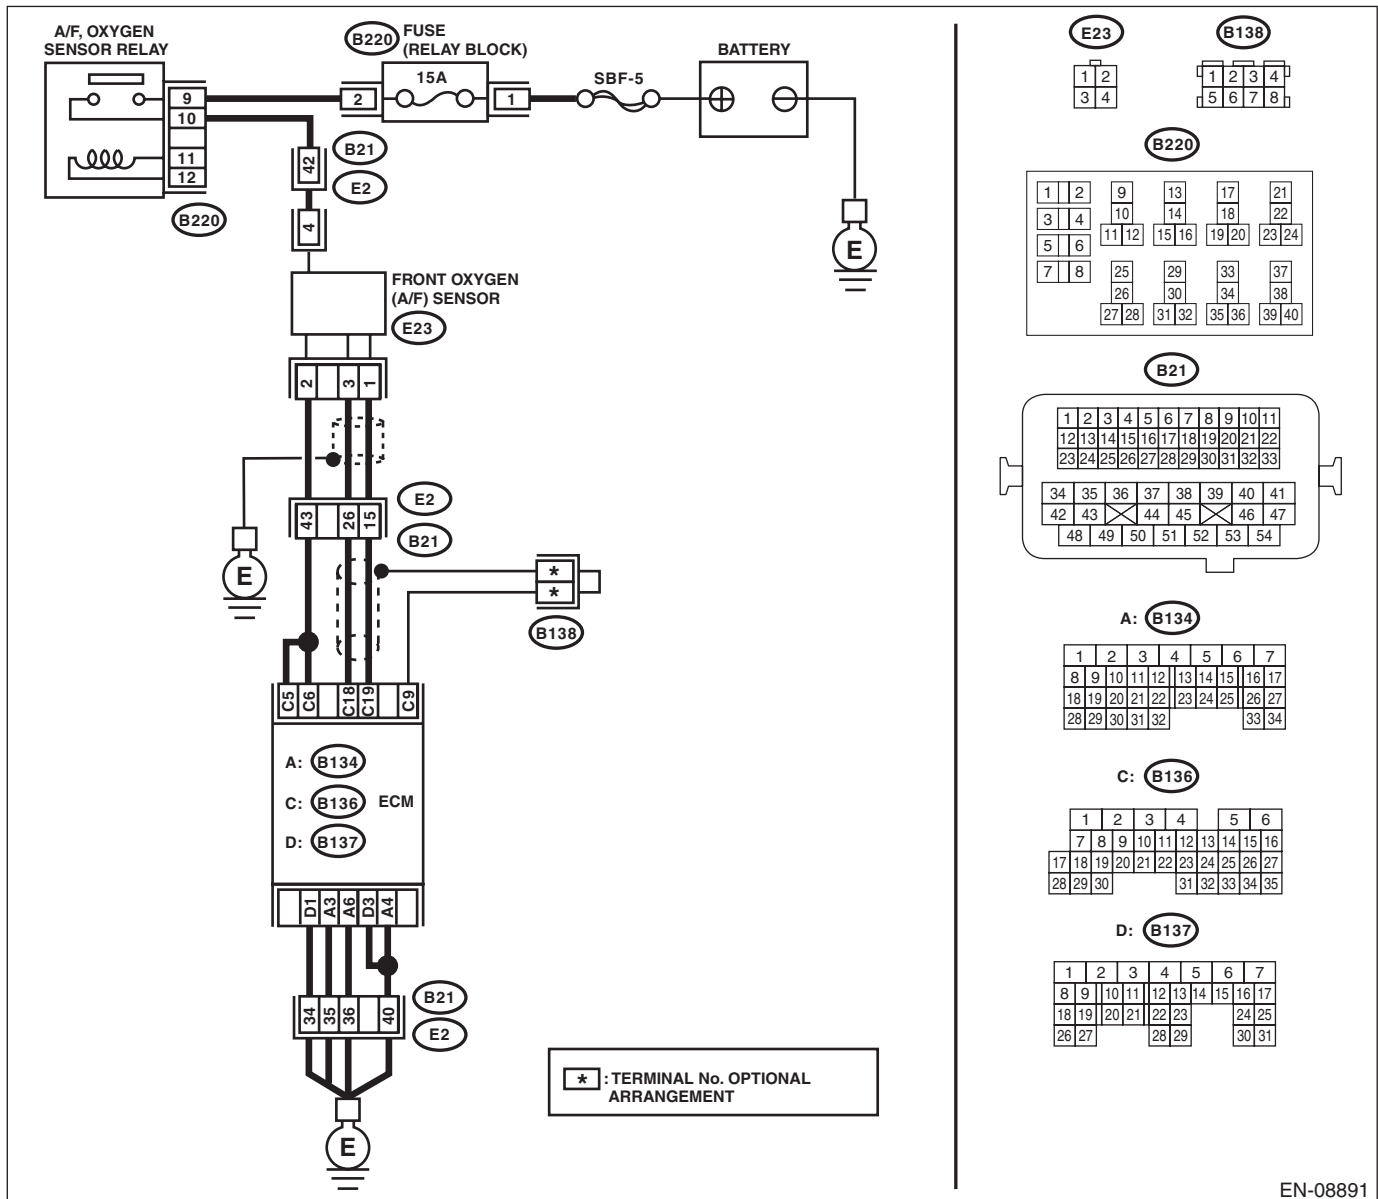 A/F, OXYGEN
SENSOR RELAY
B220
FUSE
(RELAY BLOCK)
15A
SBF-5
BATTERY
9
10
11
12
2
1
B220
42
B21
E2
4
E
FRONT OXYGEN
(A/F) SENSOR
E23
2 3 1
E
43 26 15
E2
B21
*
*
B138
C5 C6 C18 C19 C9
A: B134
C: B136 ECM
D: B137
D1 A3 A6 D3 A4
34 35 36 40
B21
E2
E
* : TERMINAL No. OPTIONAL
ARRANGEMENT
E23
1 2
3 4
B138
1 2 3 4
5 6 7 8
B220
1 2 9 13 17 21
3 4 10 14 18 22
5 6 11 12 15 16 19 20 23 24
7 8 25 29 33 37
26 30 34 38
27 28 31 32 35 36 39 40
B21
1 2 3 4 5 6 7 8 9 10 11
12 13 14 15 16 17 18 19 20 21 22
23 24 25 26 27 28 29 30 31 32 33
34 35 36 37 38 39 40 41
42 43 44 45 46 47
48 49 50 51 52 53 54
A: B134
1 2 3 4 5 6 7
8 9 10 11 12 13 14 15 16 17
18 19 20 21 22 23 24 25 26 27
28 29 30 31 32 33 34
C: B136
1 2 3 4 5 6
7 8 9 10 11 12 13 14 15 16
17 18 19 20 21 22 23 24 25 26 27
28 29 30 31 32 33 34 35
D: B137
1 2 3 4 5 6 7
8 9 10 11 12 13 14 15 16 17
18 19 20 21 22 23 24 25
26 27 28 29 30 31
EN-08891